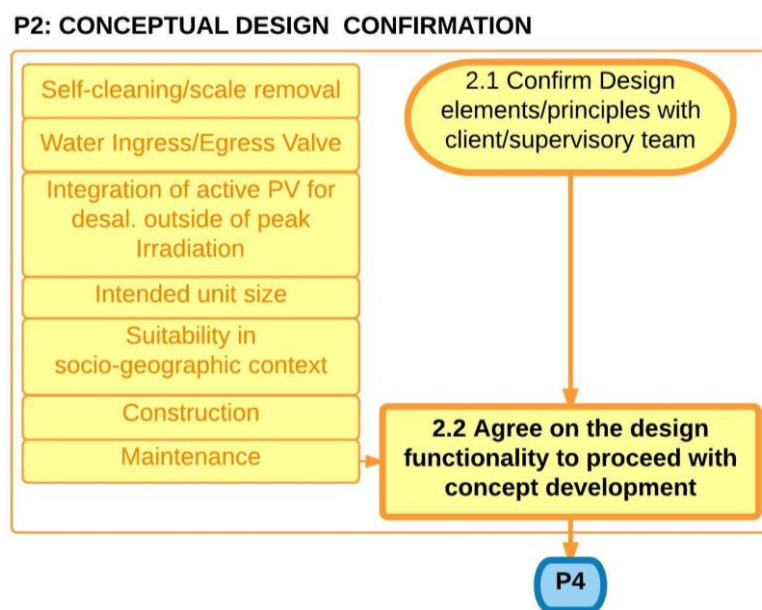 P2: CONCEPTUAL DESIGN CONFIRMATION
Self-cleaning/scale removal
Water Ingress/Egress Valve
Integration of active PV for
desal. outside of peak
Irradiation
Intended unit size
Suitability in
socio-geographic context
Construction
Maintenance
2.1 Confirm Design
elements/principles with
client/supervisory team
2.2 Agree on the design
functionality to proceed with
concept development
P4